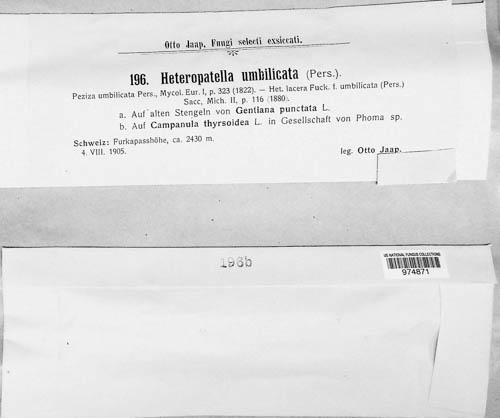 Otto Jaap, Fungi selecti exsiccati.
196. Heteropatella umbilicata (Pers.).
Peziza umbilicata Pers., Mycol. Eur. I, p. 323 (1822). — Het. lacera Fuck. f. umbilicata (Pers.)
Sacc, Mich. II, p. 116 (1880).
a. Auf alten Stengeln von Gentiana punctata L.
b. Auf Campanula thyrsoidea L. in Gesellschaft von Phoma sp.
Schweiz: Furkapasshöhe, ca. 2430 m.
4. VIII. 1905.
leg. Otto Jaap.
196b
US NATIONAL FUNGUS COLLECTIONS
974871